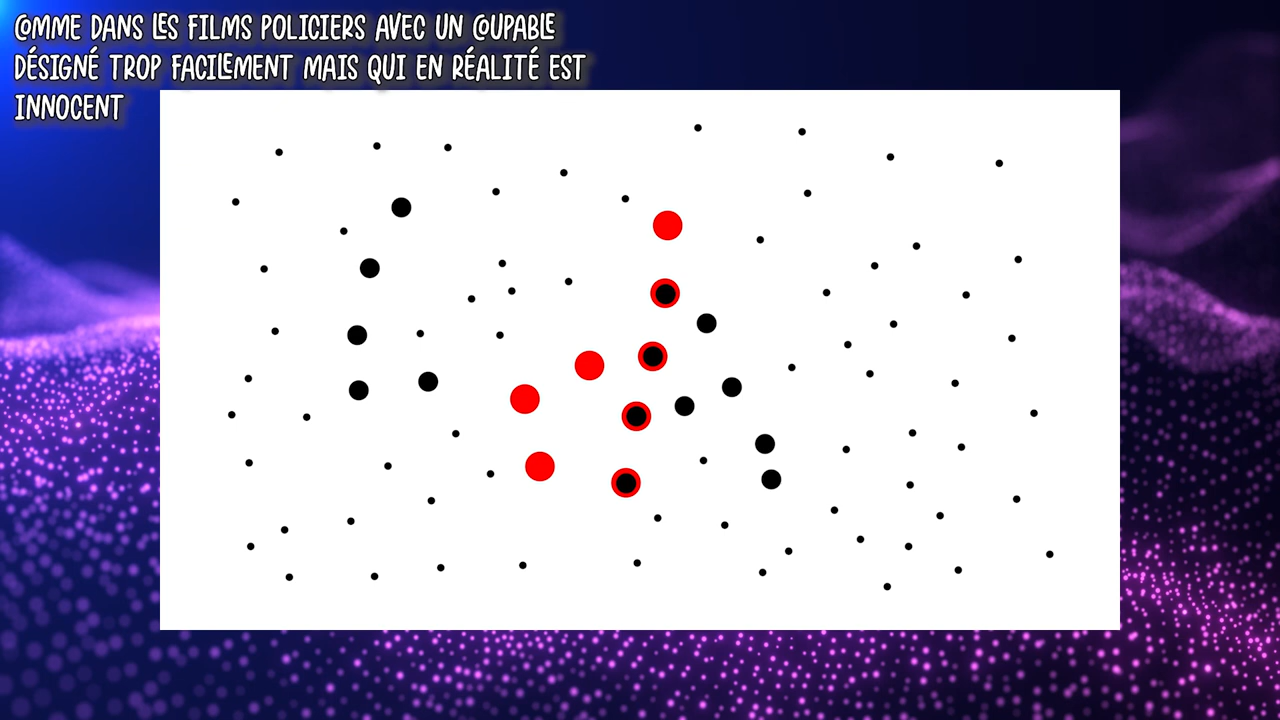 COMME DANS LES FILMS POLICIERS AVEC UN COUPABLE
DÉSIGNÉ TROP FACILEMENT MAIS QUI EN RÉALITÉ EST
INNOCENT